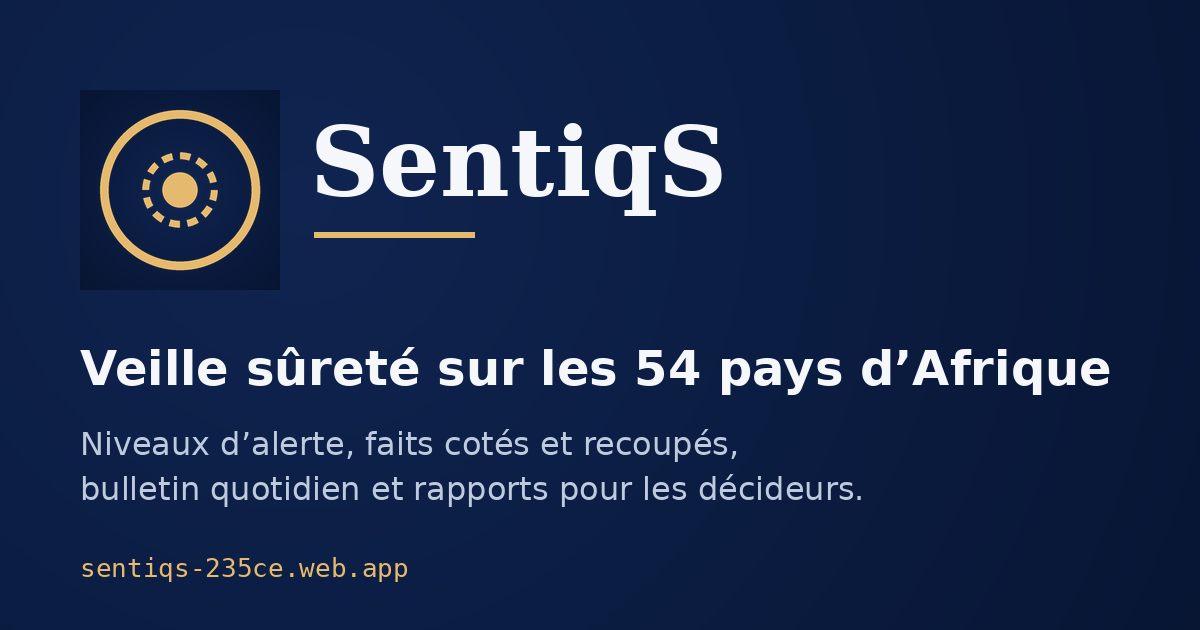 SentiqS
Veille sûreté sur les 54 pays d’Afrique
Niveaux d’alerte, faits cotés et recoupés,
bulletin quotidien et rapports pour les décideurs.
sentiqs-235ce.web.app